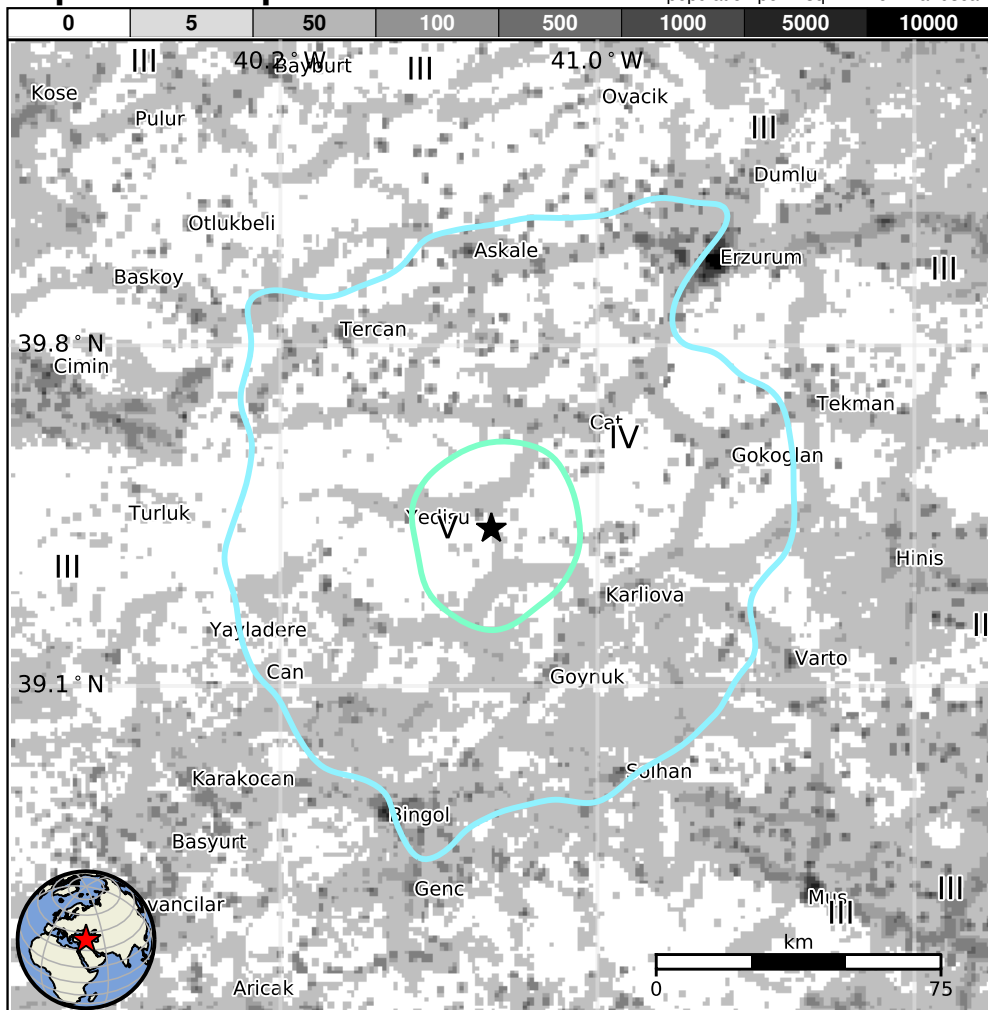 0 5 50 100 500 1000 5000 10000
III 40.2°W Bayburt III 41.0°W
Kose
Ovacik
Pulur
III
Dumlu
Otlukbeli
Askale
Erzurum
III
Baskoy
Tercan
39.8°N
Cimin
Tekman
Cat
IV
Gokoglan
Turluk
Yedisu
V
III
Hinis
Karliova
Yayladere
Varto
Can
Goynuk
39.1°N
Karakocan
Solhan
Bingol
Basyurt
Genc
III
Mus
III
vancilar
km
Aricak
0 75